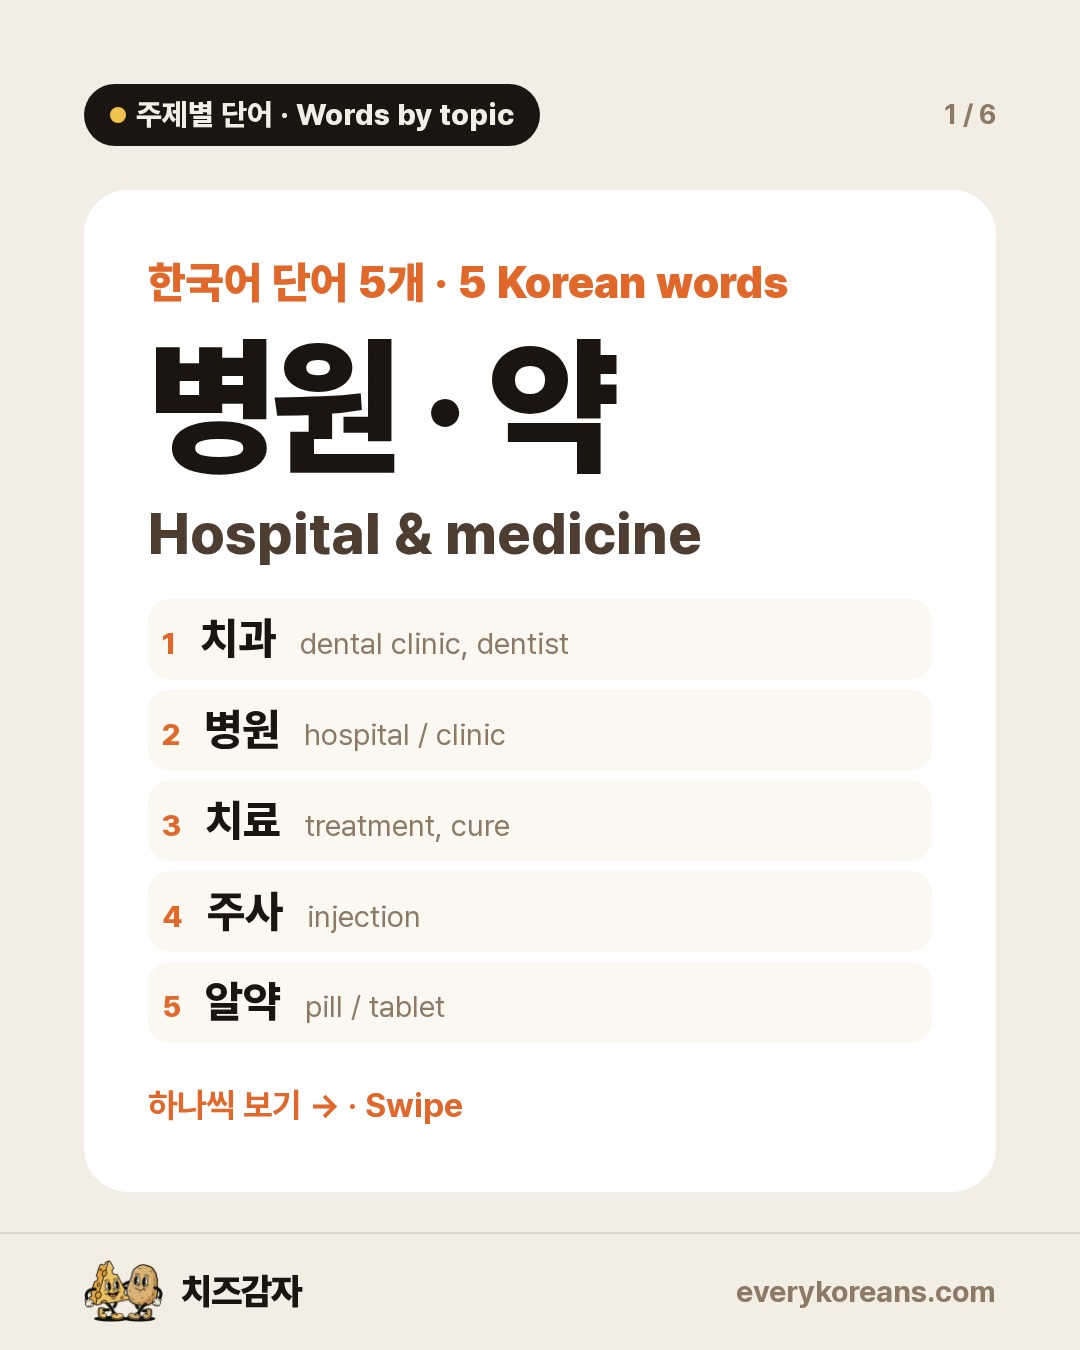 주제별 단어 · Words by topic
1 / 6
한국어 단어 5개 · 5 Korean words
병원 · 약
Hospital & medicine
1 치과 dental clinic, dentist
2 병원 hospital / clinic
3 치료 treatment, cure
4 주사 injection
5 알약 pill / tablet
하나씩 보기 → · Swipe
치즈감자
everykoreans.com